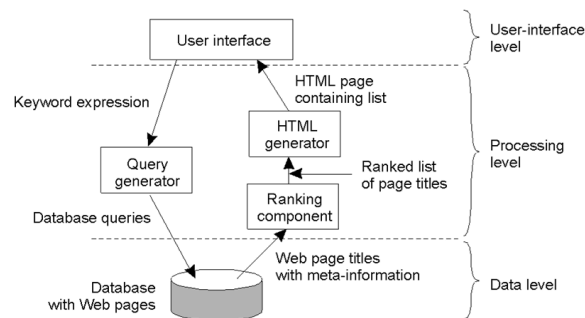 User interface
User-interface
level
Keyword expression
HTML page
containing list
HTML
generator
Processing
level
Query
generator
Ranked list
of page titles
Database queries
Ranking
component
Web page titles
with meta-information
Database
with Web pages
Data level